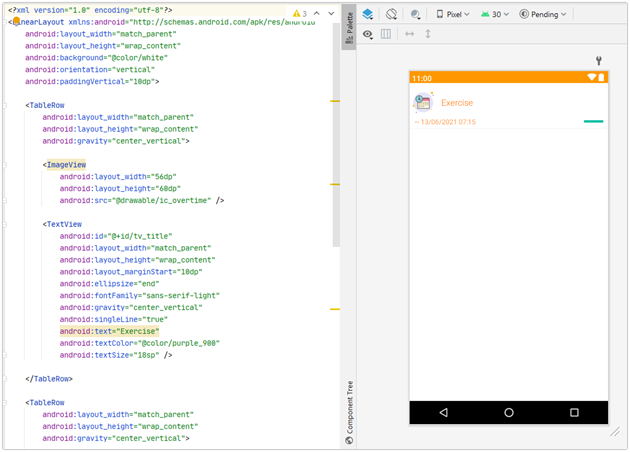 <?xml version="1.0" encoding="utf-8"?>
<LinearLayout xmlns:android="http://schemas.android.com/apk/res/android
android:layout_width="match_parent"
android:layout_height="wrap_content"
android:background="@color/white"
android:orientation="vertical"
android:paddingVertical="10dp">
<TableRow
android:layout_width="match_parent"
android:layout_height="wrap_content"
android:gravity="center_vertical">
<ImageView
android:layout_width="56dp"
android:layout_height="60dp"
android:src="@drawable/ic_overtime" />
<TextView
android:id="@+id/tv_title"
android:layout_width="match_parent"
android:layout_height="wrap_content"
android:layout_marginStart="10dp"
android:ellipsize="end"
android:fontFamily="sans-serif-light"
android:gravity="center_vertical"
android:singleLine="true"
android:text="Exercise"
android:textColor="@color/purple_900"
android:textSize="18sp" />
</TableRow>
<TableRow
android:layout_width="match_parent"
android:layout_height="wrap_content"
android:gravity="center_vertical">
3
Palette
Component Tree
Pixel
30
Pending
11:00
Exercise
~ 13/06/2021 07:15